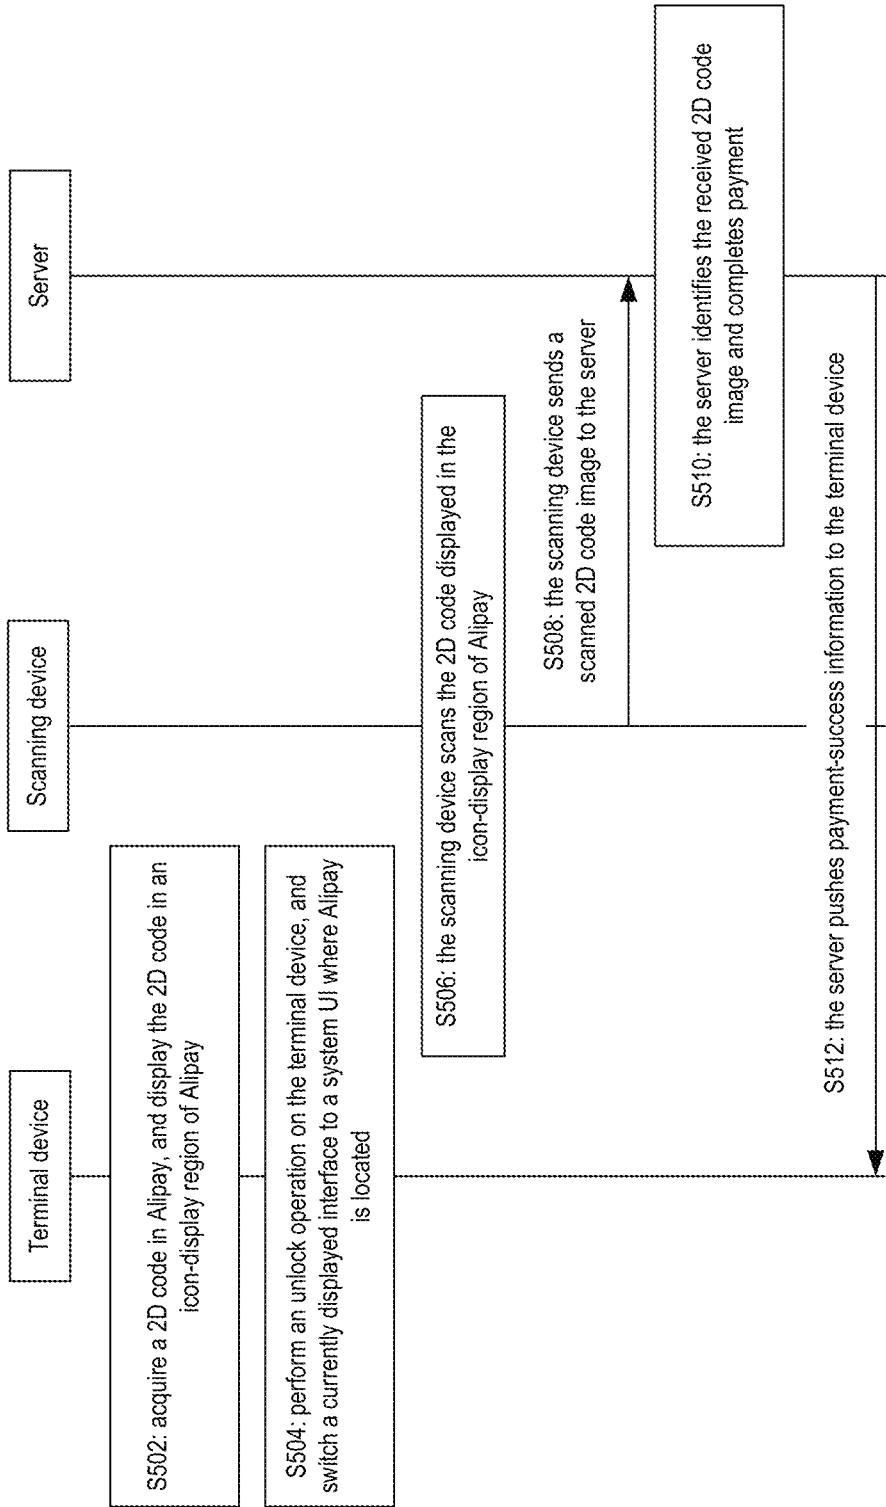 Terminal device
Scanning device
Server
S502: acquire a 2D code in Alipay, and display the 2D code in an
icon-display region of Alipay
S504: perform an unlock operation on the terminal device, and
switch a currently displayed interface to a system UI where Alipay
is located
S506: the scanning device scans the 2D code displayed in the
icon-display region of Alipay
S508: the scanning device sends a
scanned 2D code image to the server
S510: the server identifies the received 2D code
image and completes payment
S512: the server pushes payment-success information to the terminal device